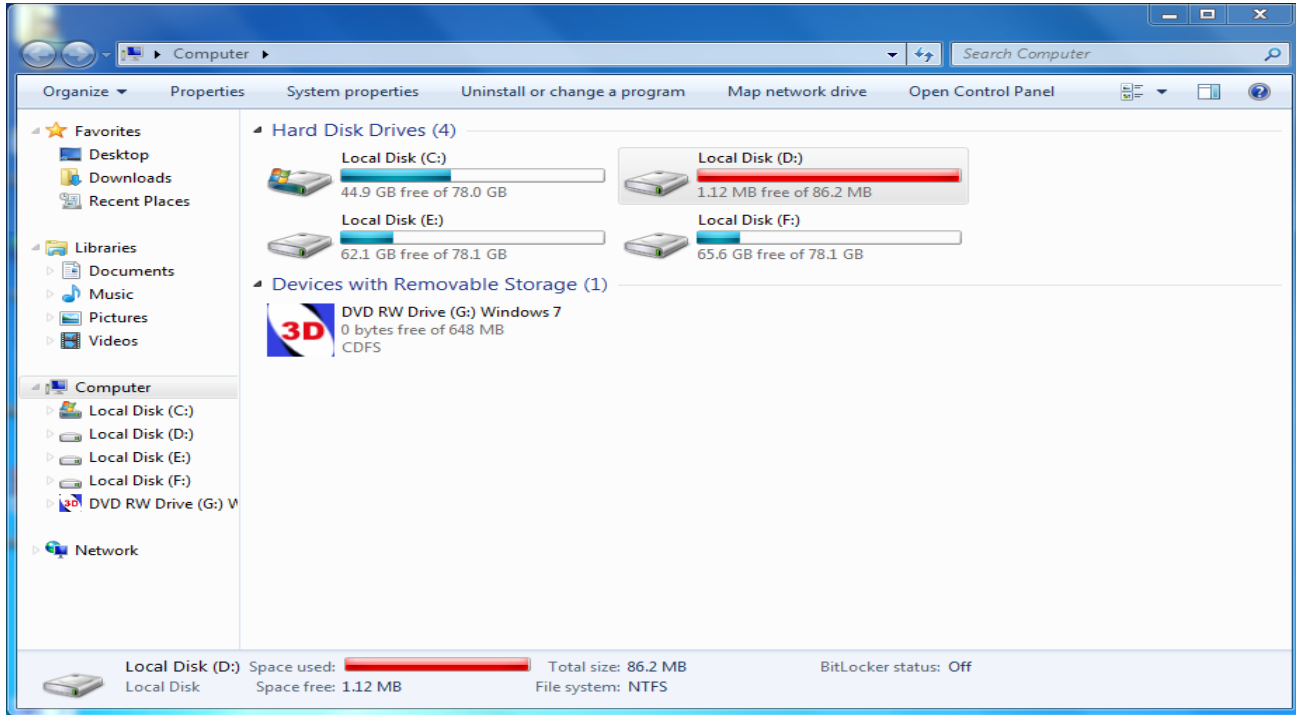 Computer
Search Computer
Organize Properties System properties Uninstall or change a program Map network drive Open Control Panel
Favorites
Desktop
Downloads
Recent Places
Libraries
Documents
Music
Pictures
Videos
Computer
Local Disk (C:)
Local Disk (D:)
Local Disk (E:)
Local Disk (F:)
DVD RW Drive (G:) W
Network
Hard Disk Drives (4)
Local Disk (C:)
44.9 GB free of 78.0 GB
Local Disk (D:)
1.12 MB free of 86.2 MB
Local Disk (E:)
62.1 GB free of 78.1 GB
Local Disk (F:)
65.6 GB free of 78.1 GB
Devices with Removable Storage (1)
3D
DVD RW Drive (G:) Windows 7
0 bytes free of 648 MB
CDFS
Local Disk (D:) Space used: Total size: 86.2 MB BitLocker status: Off
Local Disk Space free: 1.12 MB File system: NTFS